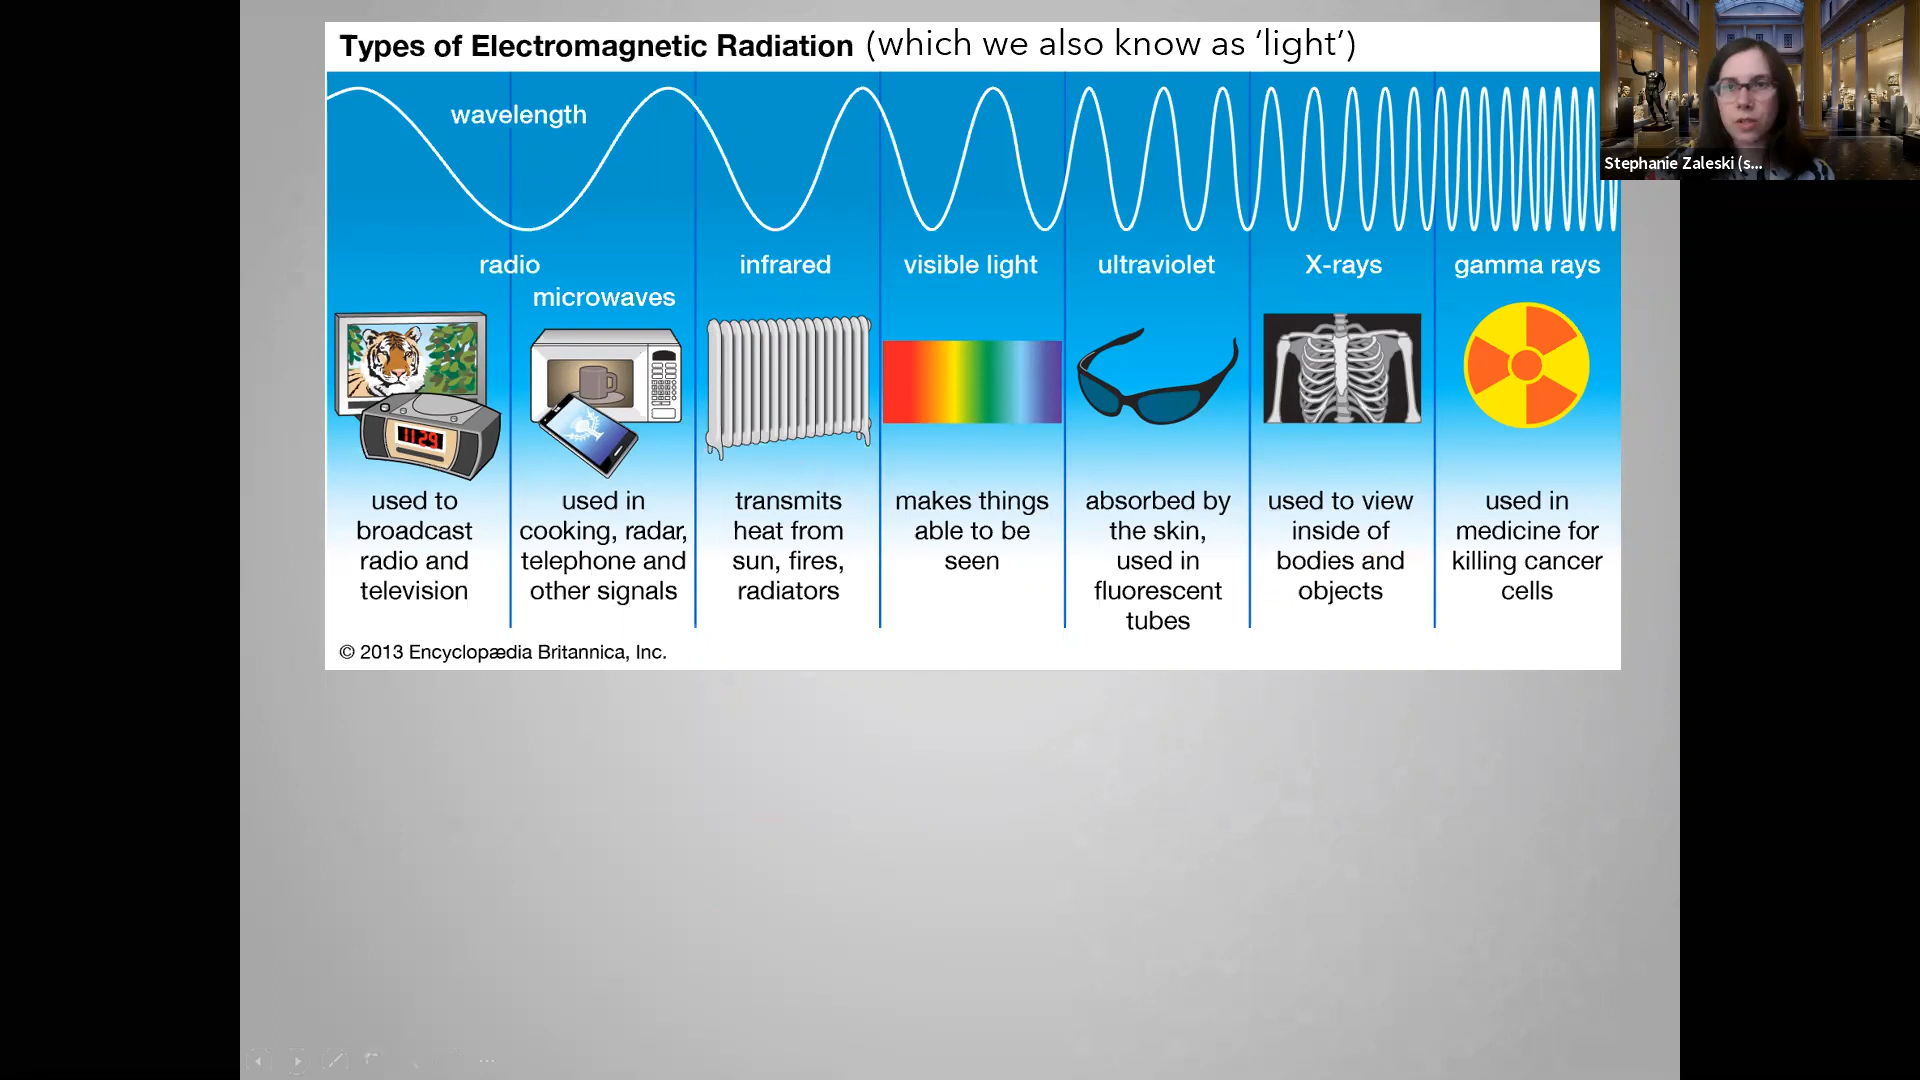 Types of Electromagnetic Radiation (which we also know as ‘light’)
Stephanie Zaleski (s...
wavelength
radio
microwaves
infrared
visible light
ultraviolet
X-rays
gamma rays
11:29
used to
broadcast
radio and
television
used in
cooking, radar,
telephone and
other signals
transmits
heat from
sun, fires,
radiators
makes things
able to be
seen
absorbed by
the skin,
used in
fluorescent
tubes
used to view
inside of
bodies and
objects
used in
medicine for
killing cancer
cells
© 2013 Encyclopædia Britannica, Inc.